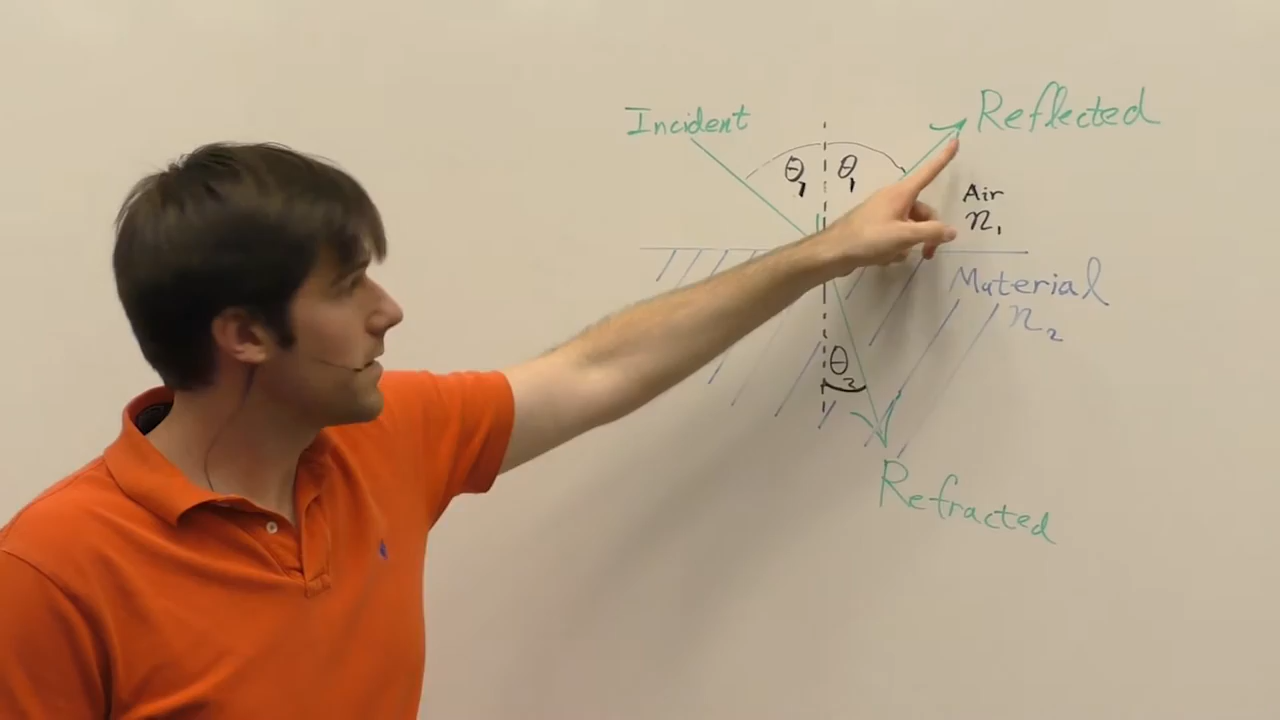 Incident
Reflected
θ₁ θ₁
Air
n₁
Material
n₂
θ₂
Refracted